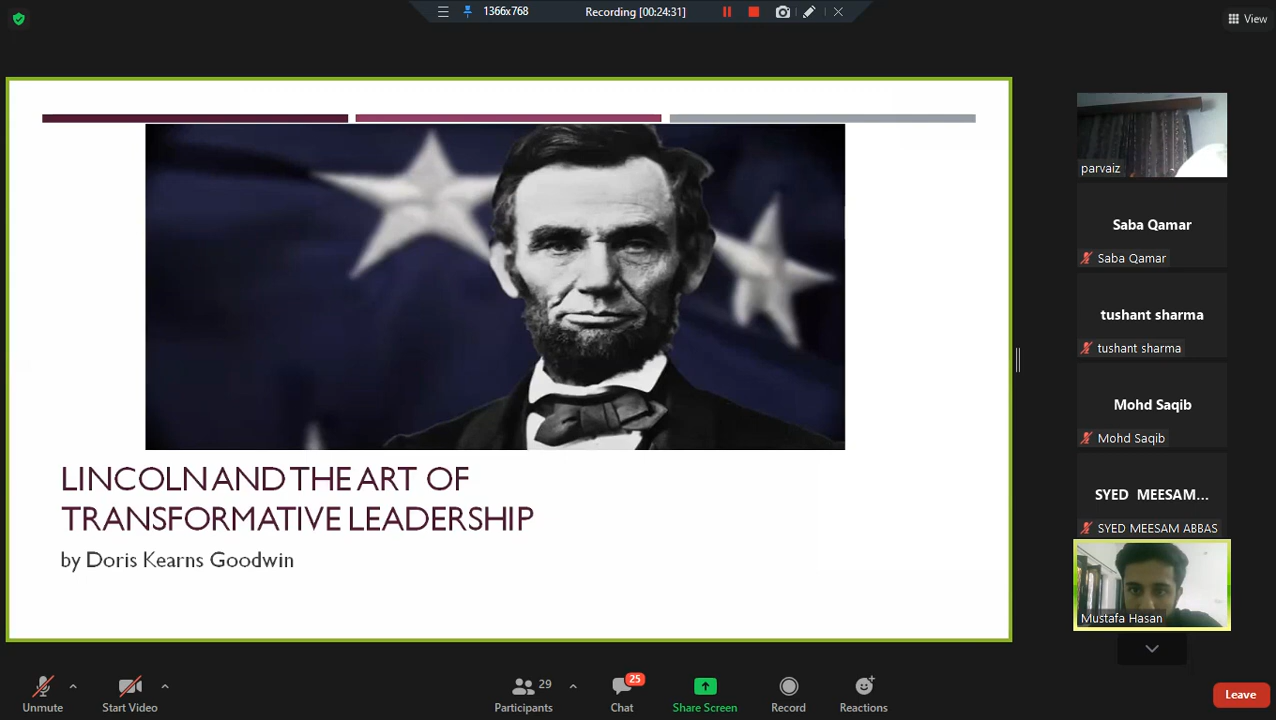 1366x768
Recording [00:24:31]
View
LINCOLN AND THE ART OF
TRANSFORMATIVE LEADERSHIP
by Doris Kearns Goodwin
parvaiz
Saba Qamar
Saba Qamar
tushant sharma
tushant sharma
Mohd Saqib
Mohd Saqib
SYED MEESAM...
SYED MEESAM ABBAS
Mustafa Hasan
Unmute
Start Video
29
Participants
25
Chat
Share Screen
Record
Reactions
Leave